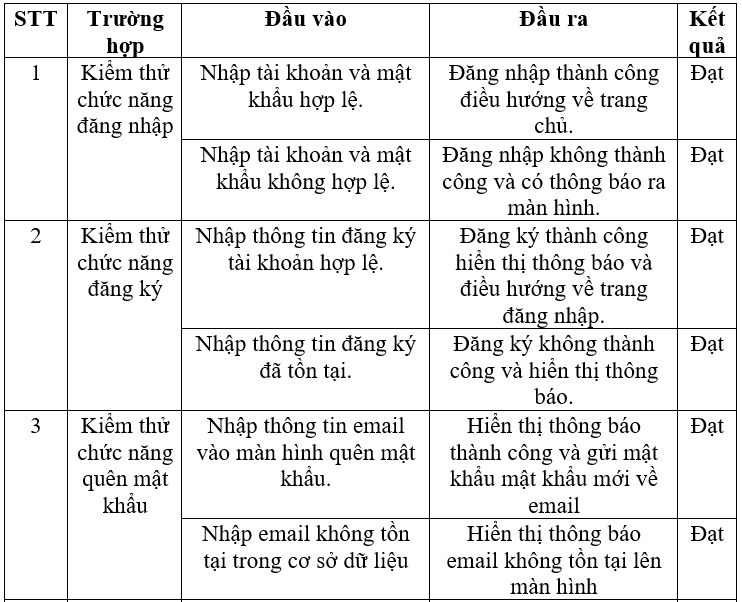 STT
Trường
hợp
Đầu vào
Đầu ra
Kết
quả
1
Kiểm thử
chức năng
đăng nhập
Nhập tài khoản và mật
khẩu hợp lệ.
Đăng nhập thành công
điều hướng về trang
chủ.
Đạt
Nhập tài khoản và mật
khẩu không hợp lệ.
Đăng nhập không thành
công và có thông báo ra
màn hình.
Đạt
2
Kiểm thử
chức năng
đăng ký
Nhập thông tin đăng ký
tài khoản hợp lệ.
Đăng ký thành công
hiển thị thông báo và
điều hướng về trang
đăng nhập.
Đạt
Nhập thông tin đăng ký
đã tồn tại.
Đăng ký không thành
công và hiển thị thông
báo.
Đạt
3
Kiểm thử
chức năng
quên mật
khẩu
Nhập thông tin email
vào màn hình quên mật
khẩu.
Hiển thị thông báo
thành công và gửi mật
khẩu mật khẩu mới về
email
Đạt
Nhập email không tồn
tại trong cơ sở dữ liệu
Hiển thị thông báo
email không tồn tại lên
màn hình
Đạt